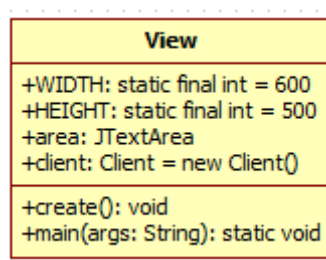 View
+WIDTH: static final int = 600
+HEIGHT: static final int = 500
+area: JTextArea
+client: Client = new Client()
+create(): void
+main(args: String): static void